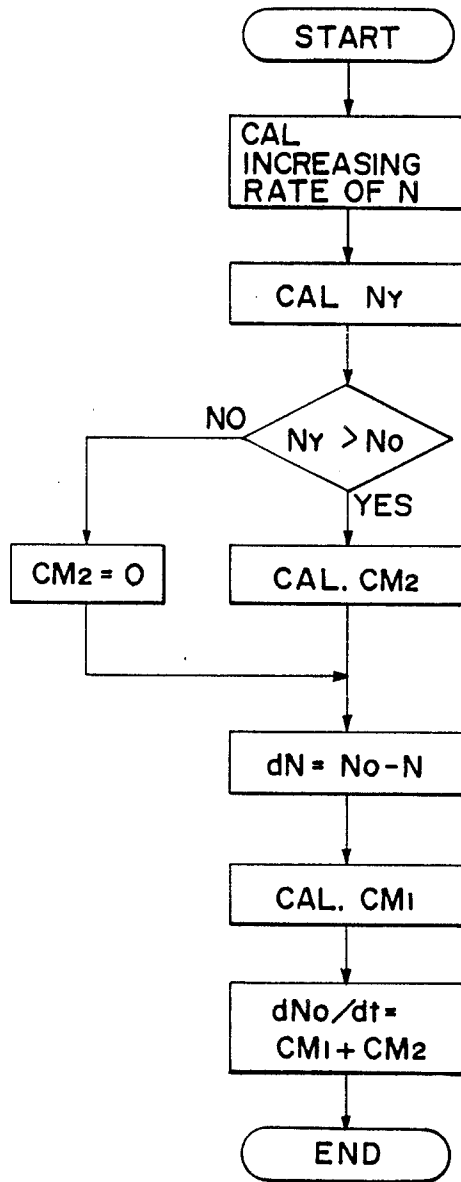 START
CAL
INCREASING
RATE OF N
CAL NY
NO
NY > NO
YES
CM2 = 0
CAL. CM2
dN = NO-N
CAL. CM1
dNO/dt=
CM1+CM2
END